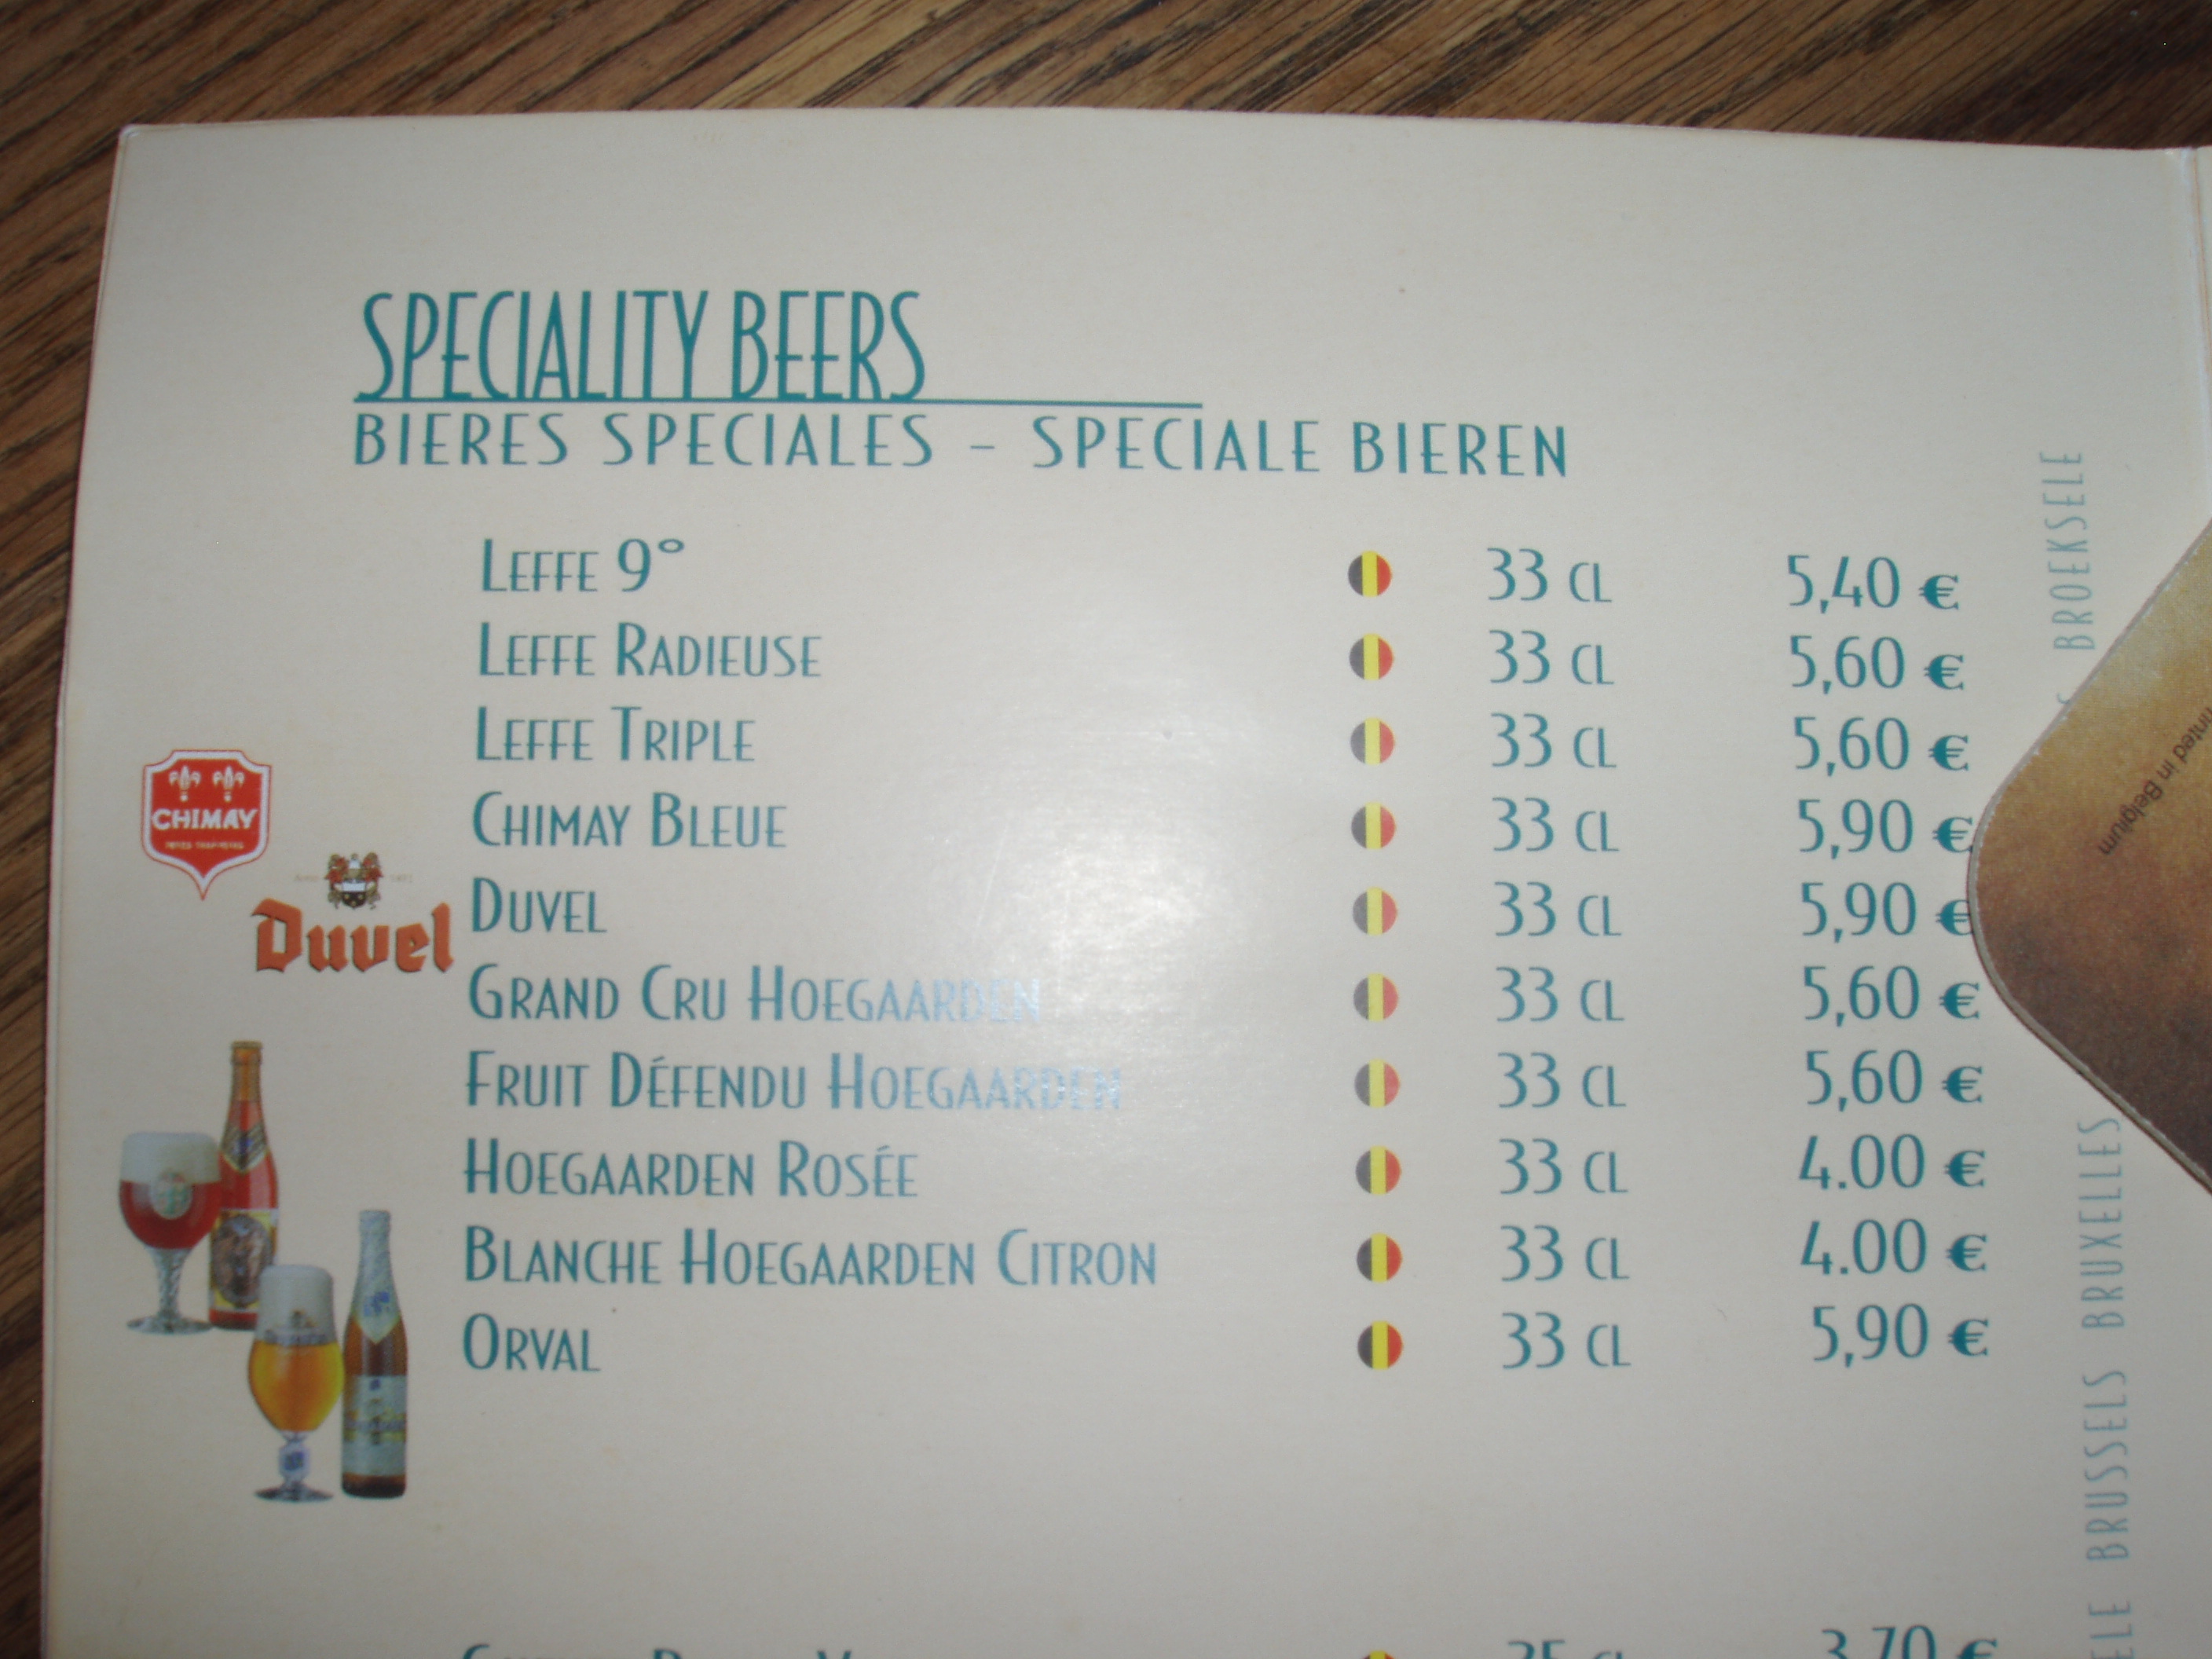 SPECIALITY BEERS
BIERES SPECIALES - SPECIALE BIEREN
LEFFE 9° 33 CL 5,40 €
LEFFE RADIEUSE 33 CL 5,60 €
LEFFE TRIPLE 33 CL 5,60 €
CHIMAY BLEUE 33 CL 5,90 €
DUVEL 33 CL 5,90 €
GRAND CRU HOEGAARDEN 33 CL 5,60 €
FRUIT DÉFENDU HOEGAARDEN 33 CL 5,60 €
HOEGAARDEN ROSÉE 33 CL 4.00 €
BLANCHE HOEGAARDEN CITRON 33 CL 4.00 €
ORVAL 33 CL 5,90 €
3,70 €
CHIMAY
Duvel
BROEKSELE
BRUSSELS BRUXELLES
in Belgium